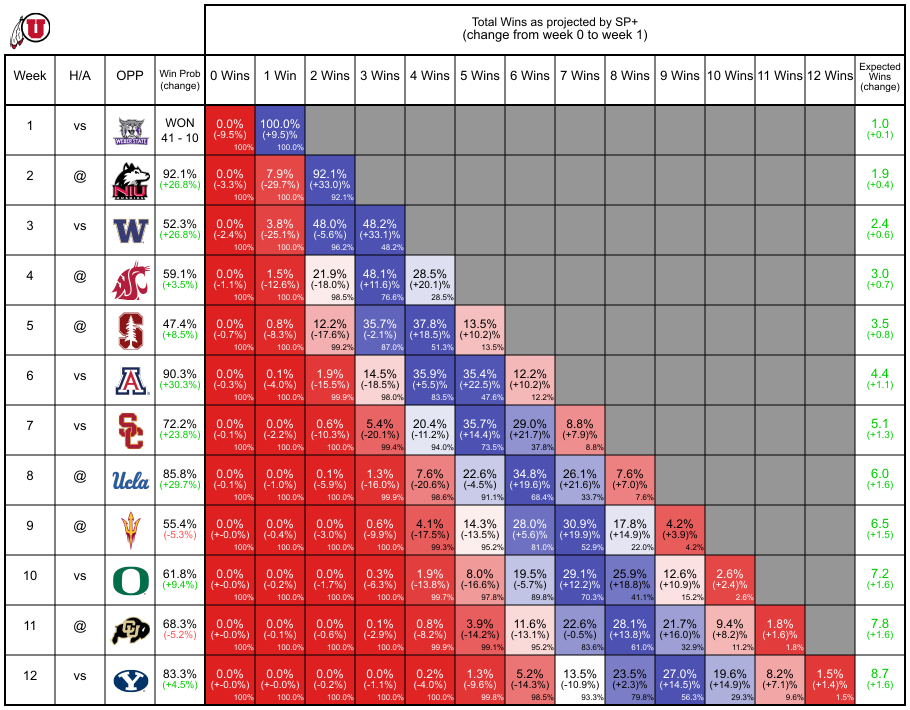 U
Total Wins as projected by SP+
(change from week 0 to week 1)
Week H/A OPP Win Prob (change) 0 Wins 1 Win 2 Wins 3 Wins 4 Wins 5 Wins 6 Wins 7 Wins 8 Wins 9 Wins 10 Wins 11 Wins 12 Wins Expected Wins (change)
1 vs WEBER STATE WON 0.0% 100.0% 1.0
41 - 10 (-9.5%) (+9.5)% (+0.1)
100% 100.0%
2 @ NIU HUSKIES 92.1% 0.0% 7.9% 92.1% 1.9
(+26.8%) (-3.3%) (-29.7%) (+33.0)% (+0.4)
100% 100.0% 92.1%
3 vs W 52.3% 0.0% 3.8% 48.0% 48.2% 2.4
(+26.8%) (-2.4%) (-25.1%) (-5.6%) (+33.1)% (+0.6)
100% 100.0% 96.2% 48.2%
4 @ 59.1% 0.0% 1.5% 21.9% 48.1% 28.5% 3.0
(+3.5%) (-1.1%) (-12.6%) (-18.0%) (+11.6)% (+20.1)% (+0.7)
100% 100.0% 98.5% 76.6% 28.5%
5 @ S 47.4% 0.0% 0.8% 12.2% 35.7% 37.8% 13.5% 3.5
(+8.5%) (-0.7%) (-8.3%) (-17.6%) (-2.1%) (+18.5)% (+10.2)% (+0.8)
100% 100.0% 99.2% 87.0% 51.3% 13.5%
6 vs A 90.3% 0.0% 0.1% 1.9% 14.5% 35.9% 35.4% 12.2% 4.4
(+30.3%) (-0.3%) (-4.0%) (-15.5%) (-18.5%) (+5.5)% (+22.5)% (+10.2)% (+1.1)
100% 100.0% 99.9% 98.0% 83.5% 47.6% 12.2%
7 vs SC 72.2% 0.0% 0.0% 0.6% 5.4% 20.4% 35.7% 29.0% 8.8% 5.1
(+23.8%) (-0.1%) (-2.2%) (-10.3%) (-20.1%) (-11.2%) (+14.4)% (+21.7)% (+7.9)% (+1.3)
100% 100.0% 100.0% 99.4% 94.0% 73.5% 37.8% 8.8%
8 @ Ucla 85.8% 0.0% 0.0% 0.1% 1.3% 7.6% 22.6% 34.8% 26.1% 7.6% 6.0
(+29.7%) (-0.1%) (-1.0%) (-5.9%) (-16.0%) (-20.6%) (-4.5%) (+19.6)% (+21.6)% (+7.0)% (+1.6)
100% 100.0% 100.0% 99.9% 98.6% 91.1% 68.4% 33.7% 7.6%
9 @ 55.4% 0.0% 0.0% 0.0% 0.6% 4.1% 14.3% 28.0% 30.9% 17.8% 4.2% 6.5
(-5.3%) (+-0.0%) (-0.4%) (-3.0%) (-9.9%) (-17.5%) (-13.5%) (+5.6)% (+19.9)% (+14.9)% (+3.9)% (+1.5)
100% 100.0% 100.0% 100.0% 99.3% 95.2% 81.0% 52.9% 22.0% 4.2%
10 vs O 61.8% 0.0% 0.0% 0.0% 0.3% 1.9% 8.0% 19.5% 29.1% 25.9% 12.6% 2.6% 7.2
(+9.4%) (+-0.0%) (-0.2%) (-1.7%) (-6.3%) (-13.8%) (-16.6%) (-5.7%) (+12.2)% (+18.8)% (+10.9)% (+2.4)% (+1.6)
100% 100.0% 100.0% 100.0% 99.7% 97.8% 89.8% 70.3% 41.1% 15.2% 2.6%
11 @ CU 68.3% 0.0% 0.0% 0.0% 0.1% 0.8% 3.9% 11.6% 22.6% 28.1% 21.7% 9.4% 1.8% 7.8
(-5.2%) (+-0.0%) (-0.1%) (-0.6%) (-2.9%) (-8.2%) (-14.2%) (-13.1%) (-0.5%) (+13.8)% (+16.0)% (+8.2)% (+1.6)% (+1.6)
100% 100.0% 100.0% 100.0% 99.9% 99.1% 95.2% 83.6% 61.0% 32.9% 11.2% 1.8%
12 vs Y 83.3% 0.0% 0.0% 0.0% 0.0% 0.2% 1.3% 5.2% 13.5% 23.5% 27.0% 19.6% 8.2% 1.5% 8.7
(+4.5%) (+-0.0%) (+-0.0%) (-0.2%) (-1.1%) (-4.0%) (-9.6%) (-14.3%) (-10.9%) (+2.3)% (+14.5)% (+14.9)% (+7.1)% (+1.4)% (+1.6)
100% 100.0% 100.0% 100.0% 100.0% 99.8% 98.5% 93.3% 79.8% 56.3% 29.3% 9.6% 1.5%